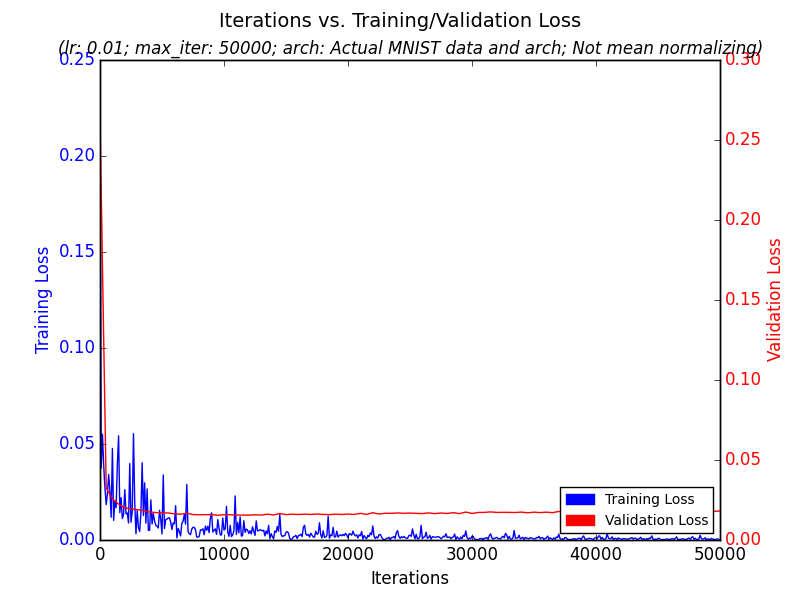 Iterations vs. Training/Validation Loss
(lr: 0.01; max_iter: 50000; arch: Actual MNIST data and arch; Not mean normalizing)
0.25
0.20
0.15
0.10
0.05
0.00
Training Loss
0.30
0.25
0.20
0.15
0.10
0.05
0.00
Validation Loss
Training Loss
Validation Loss
0 10000 20000 30000 40000 50000
Iterations